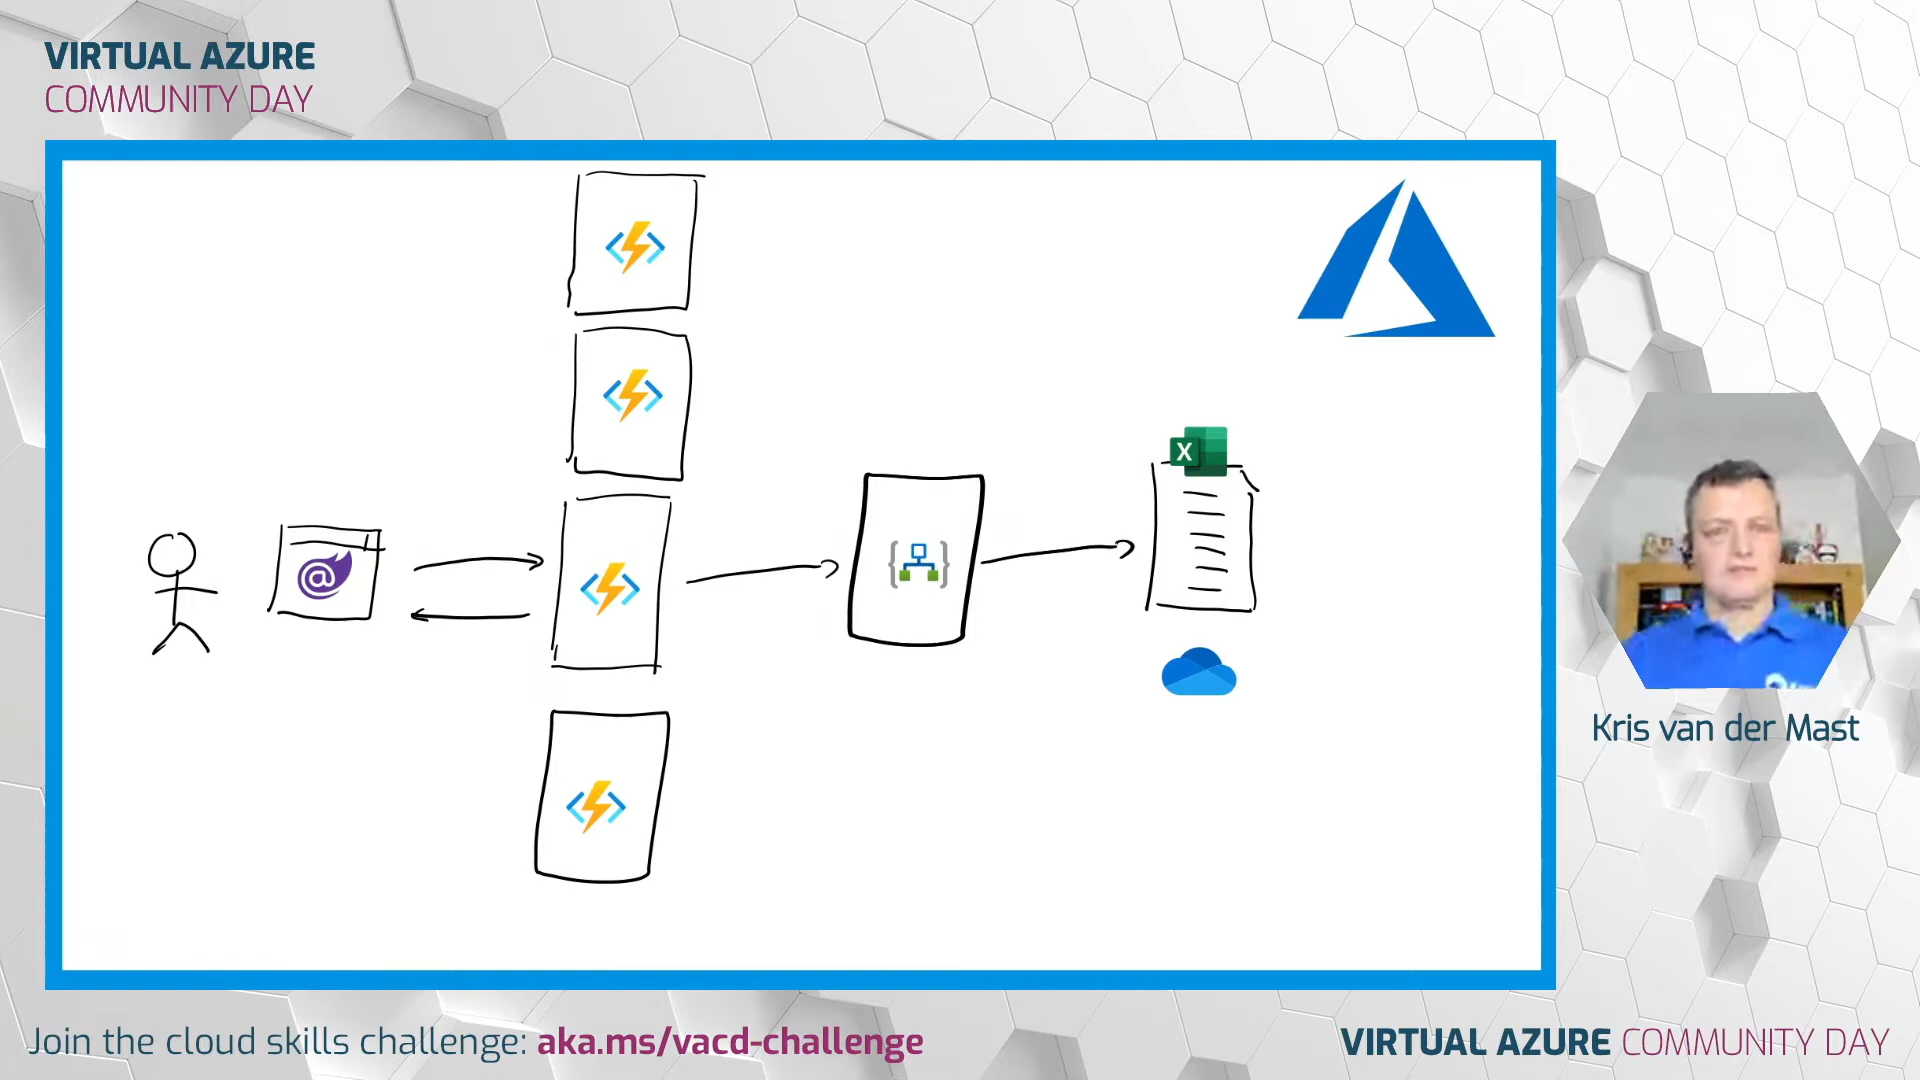 VIRTUAL AZURE
COMMUNITY DAY
X
@
Kris van der Mast
Join the cloud skills challenge: aka.ms/vacd-challenge
VIRTUAL AZURE COMMUNITY DAY